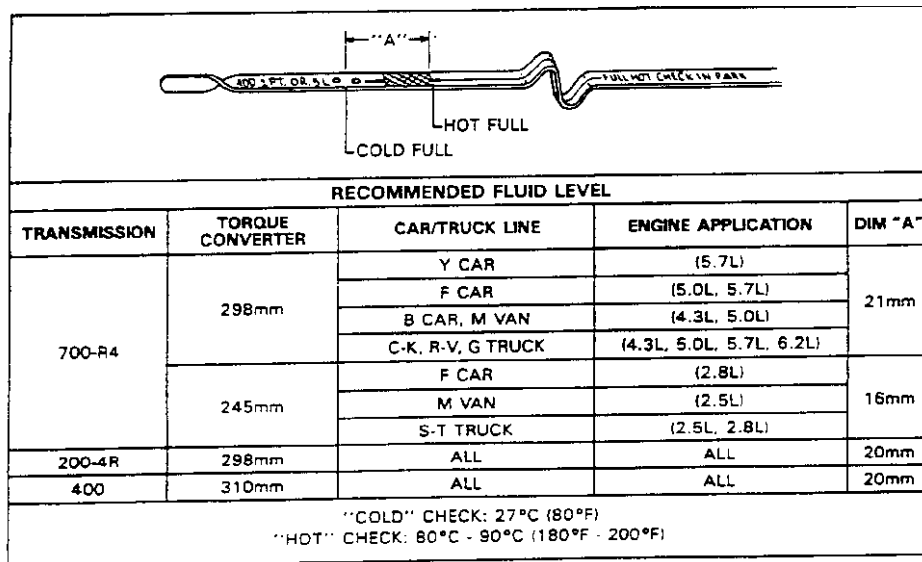 "A"
ADD 1 PT. OR .5 L
FULL HOT CHECK IN PARK
HOT FULL
COLD FULL
RECOMMENDED FLUID LEVEL
TRANSMISSION TORQUE CONVERTER CAR/TRUCK LINE ENGINE APPLICATION DIM "A"
700-R4 298mm Y CAR (5.7L) 21mm
F CAR (5.0L, 5.7L)
B CAR, M VAN (4.3L, 5.0L)
C-K, R-V, G TRUCK (4.3L, 5.0L, 5.7L, 6.2L)
245mm F CAR (2.8L) 16mm
M VAN (2.5L)
S-T TRUCK (2.5L, 2.8L)
200-4R 298mm ALL ALL 20mm
400 310mm ALL ALL 20mm
"COLD" CHECK: 27°C (80°F)
"HOT" CHECK: 80°C - 90°C (180°F - 200°F)